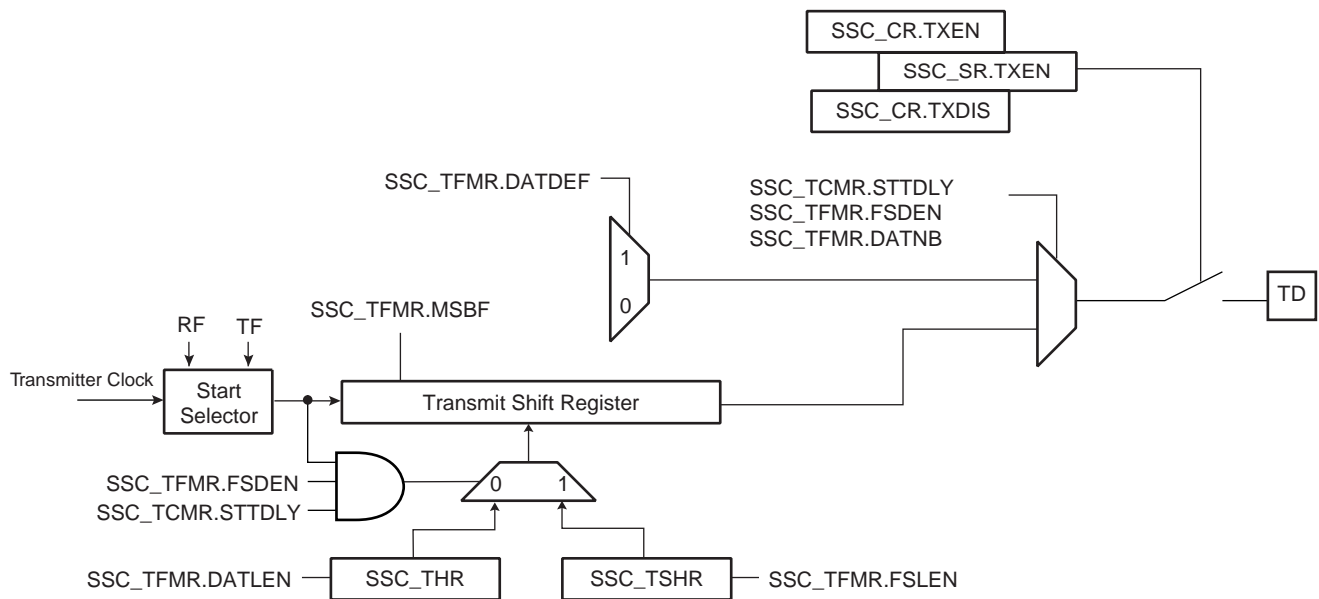 SSC_CR.TXEN
SSC_SR.TXEN
SSC_CR.TXDIS
SSC_TFMR.DATDEF
SSC_TCMR.STTDLY
SSC_TFMR.FSDEN
SSC_TFMR.DATNB
1
0
TD
SSC_TFMR.MSBF
RF TF
Transmitter Clock
Start
Selector
Transmit Shift Register
0 1
SSC_TFMR.FSDEN
SSC_TCMR.STTDLY
SSC_TFMR.DATLEN SSC_THR SSC_TSHR SSC_TFMR.FSLEN